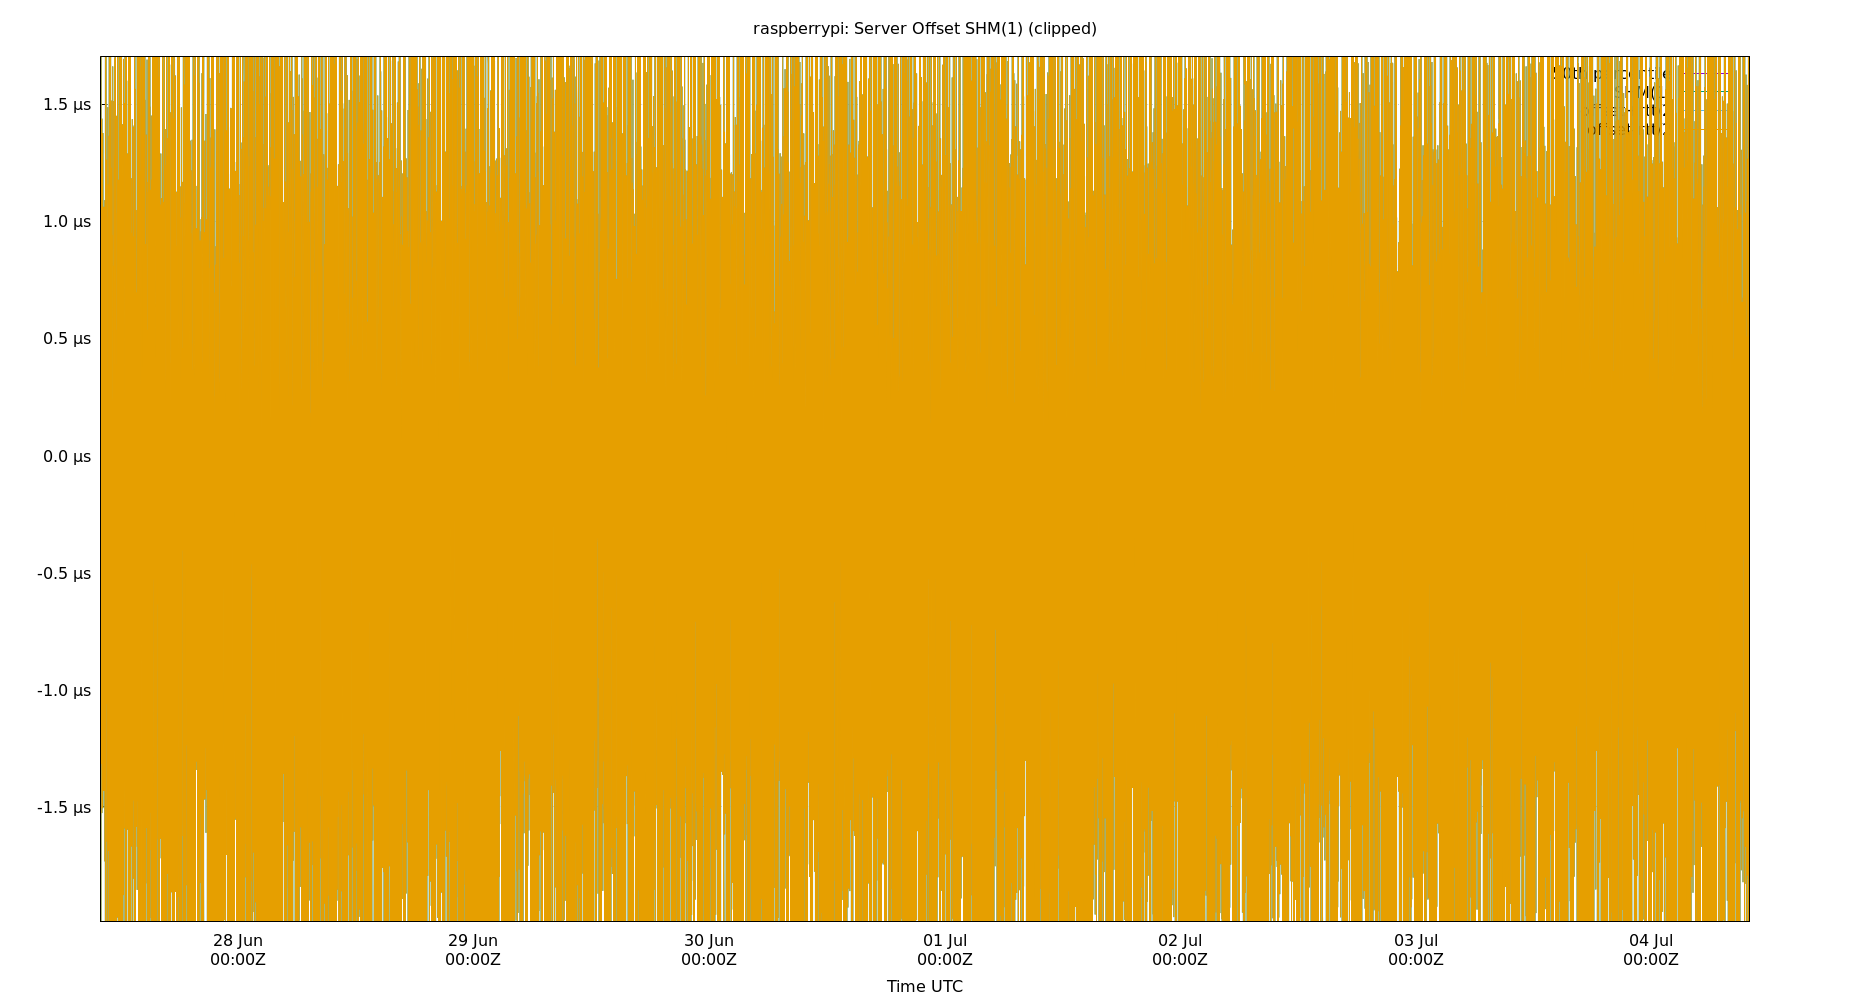 raspberrypi: Server Offset SHM(1) (clipped)
1.5 µs
1.0 µs
0.5 µs
0.0 µs
-0.5 µs
-1.0 µs
-1.5 µs
28 Jun
00:00Z
29 Jun
00:00Z
30 Jun
00:00Z
01 Jul
00:00Z
02 Jul
00:00Z
03 Jul
00:00Z
04 Jul
00:00Z
Time UTC